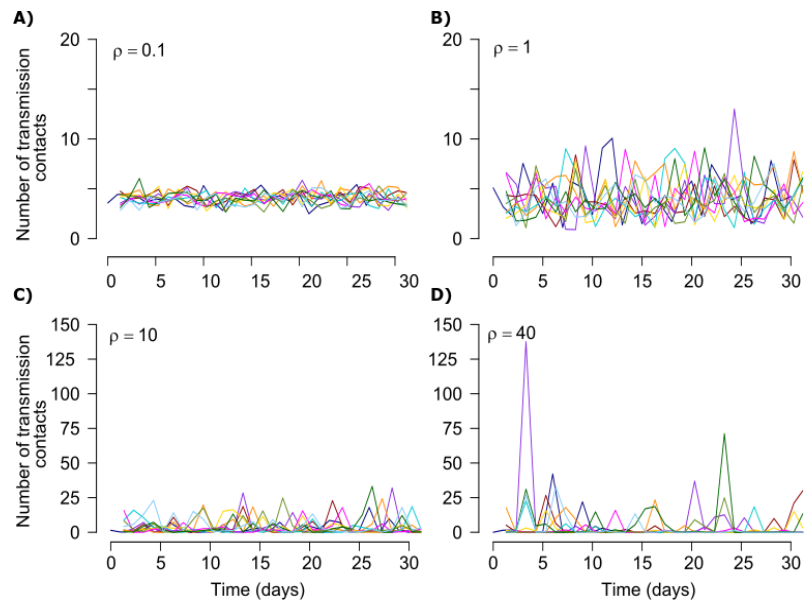 A)
ρ = 0.1
Number of transmission
contacts
20
10
0
0 5 10 15 20 25 30
B)
ρ = 1
20
10
0
0 5 10 15 20 25 30
C)
ρ = 10
Number of transmission
contacts
150
125
100
75
50
25
0
0 5 10 15 20 25 30
Time (days)
D)
ρ = 40
150
125
100
75
50
25
0
0 5 10 15 20 25 30
Time (days)